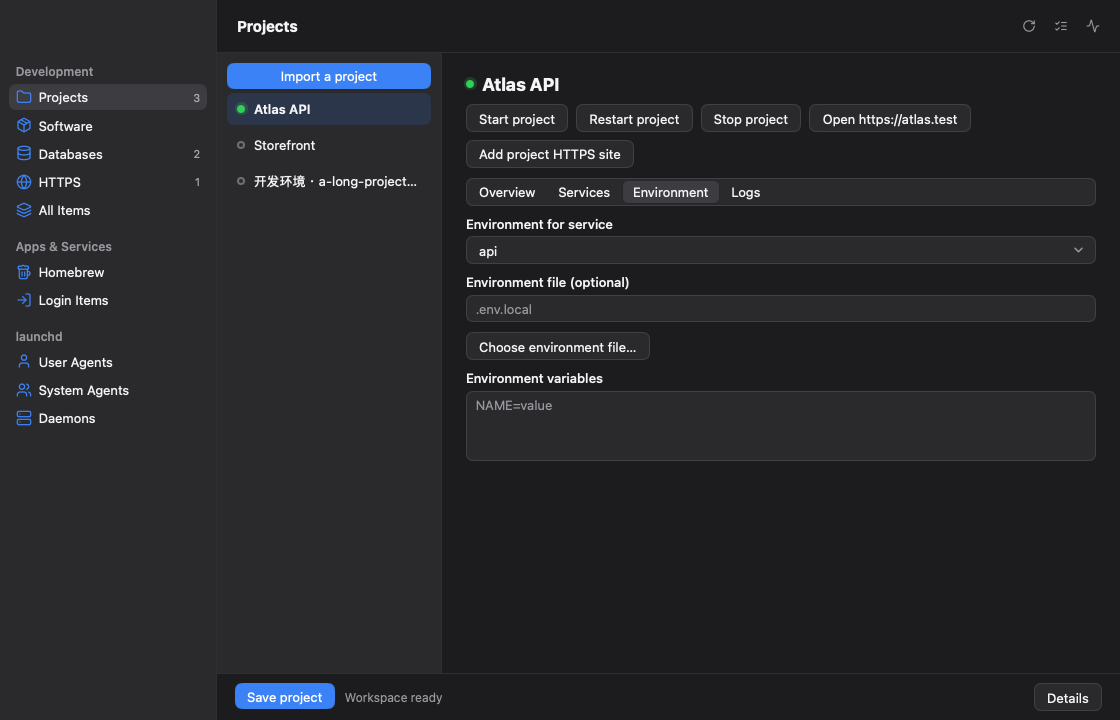 Projects
Development
Projects 3
Software
Databases 2
HTTPS 1
All Items
Apps & Services
Homebrew
Login Items
launchd
User Agents
System Agents
Daemons
Import a project
Atlas API
Storefront
开发环境 · a-long-project...
Atlas API
Start project
Restart project
Stop project
Open https://atlas.test
Add project HTTPS site
Overview
Services
Environment
Logs
Environment for service
api
Environment file (optional)
.env.local
Choose environment file...
Environment variables
NAME=value
Save project
Workspace ready
Details